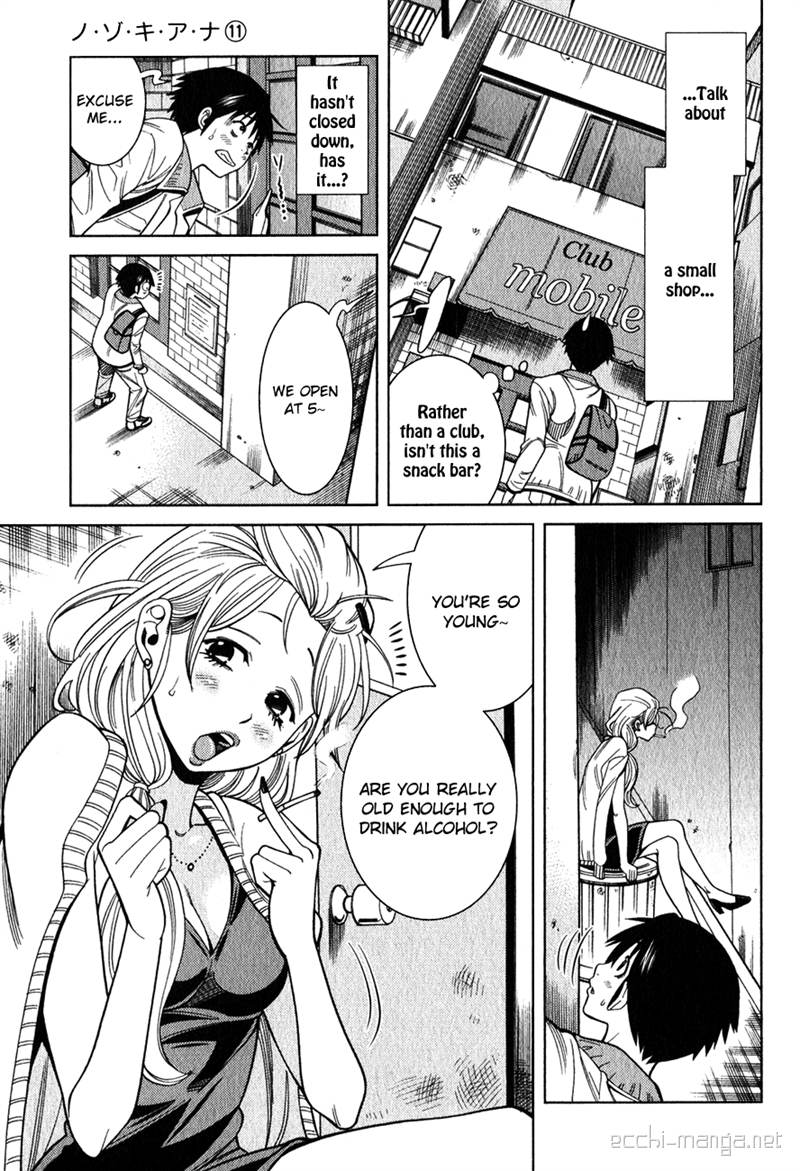 ノ・ゾ・キ・ア・ナ⑪
...Talk
about
a small
shop...
Club
mobile
Rather
than a club,
isn't this a
snack bar?
It
hasn't
closed
down,
has
it...?
EXCUSE
ME...
WE OPEN
AT 5~
YOU'RE SO
YOUNG~
ARE YOU REALLY
OLD ENOUGH TO
DRINK ALCOHOL?
ecchi-manga.net